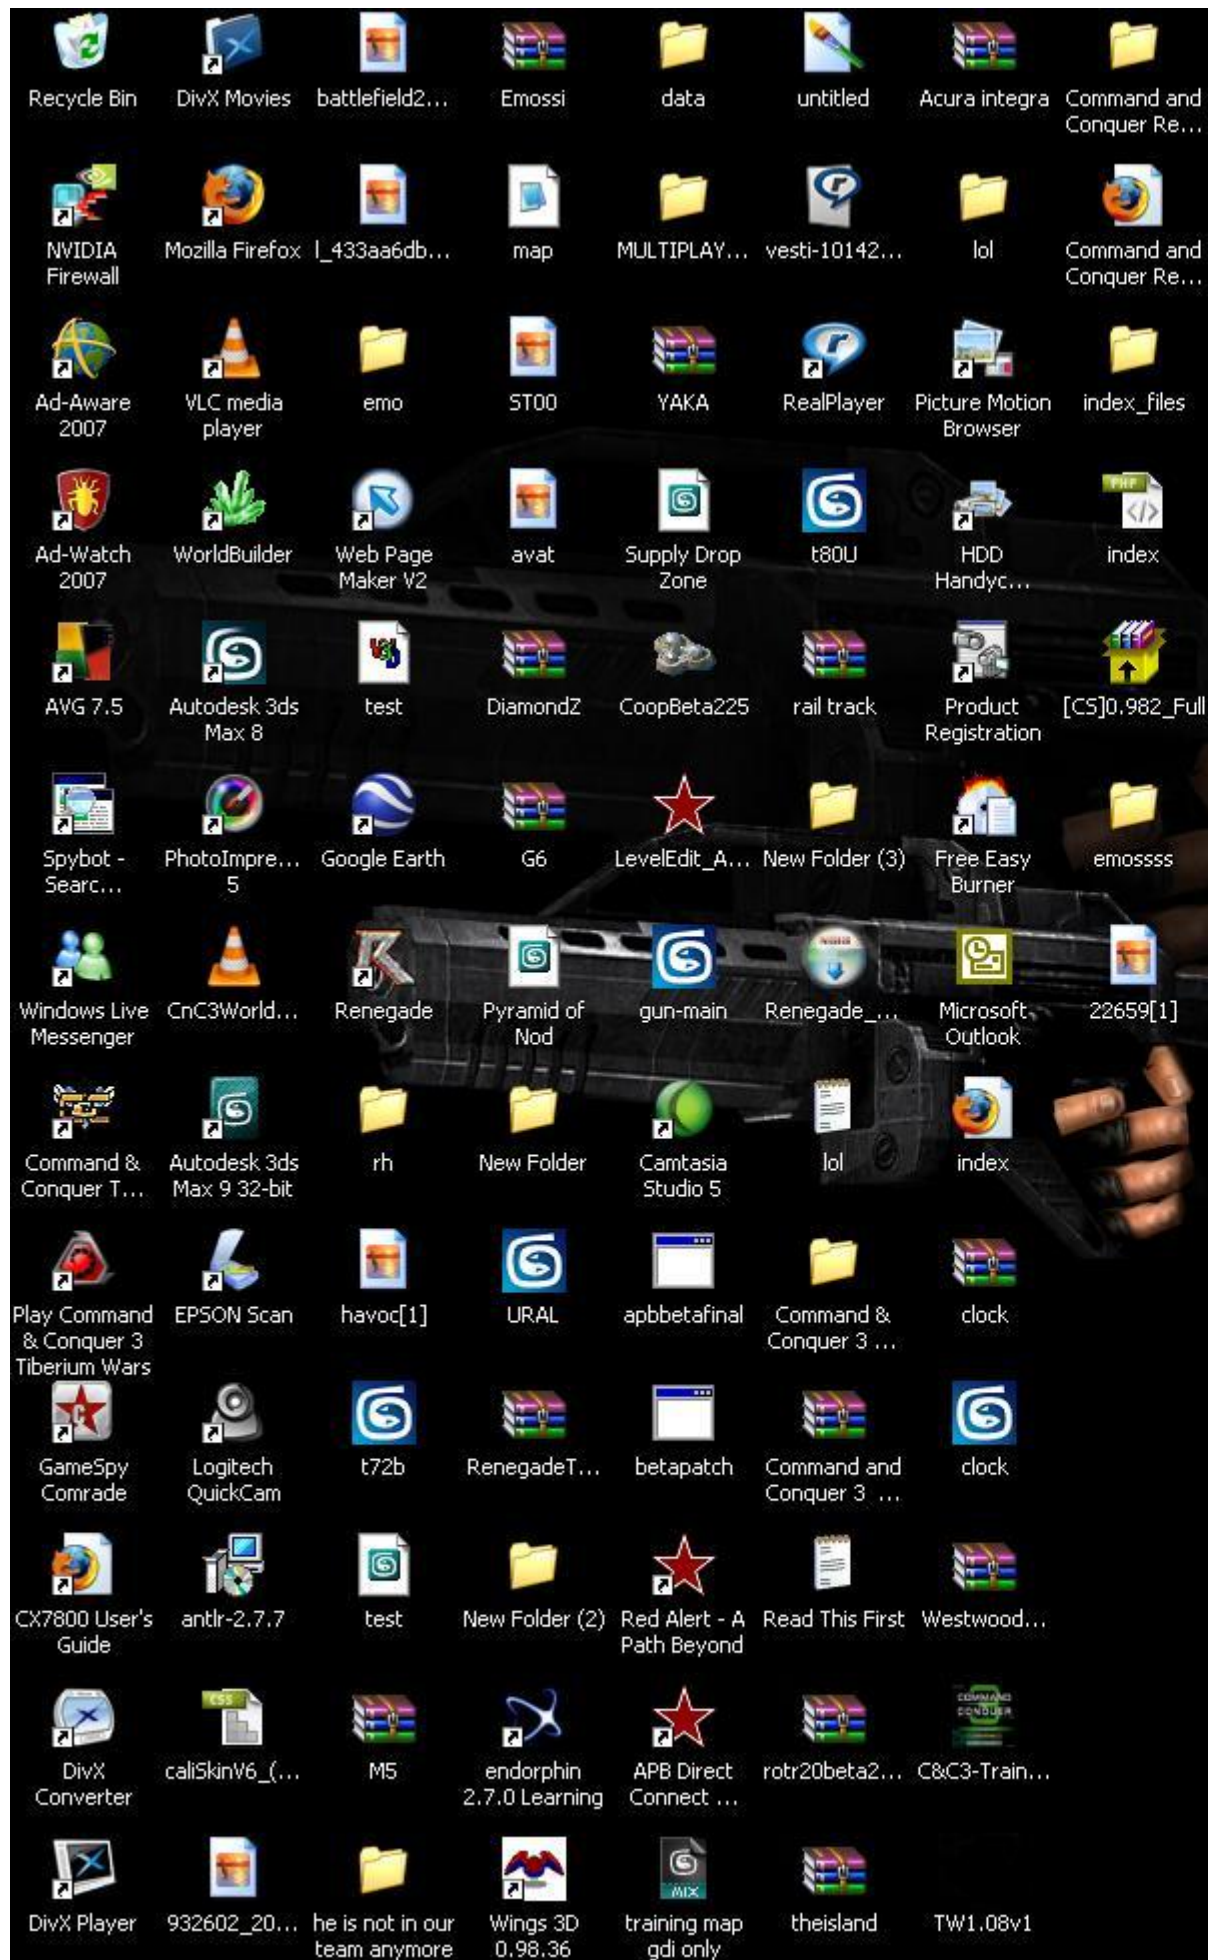 Recycle Bin
DivX Movies
battlefield2...
Emossi
data
untitled
Acura integra
Command and
Conquer Re...
NVIDIA
Firewall
Mozilla Firefox
l_433aa6db...
map
MULTIPLAY...
vesti-10142...
lol
Command and
Conquer Re...
Ad-Aware
2007
VLC media
player
emo
ST00
YAKA
RealPlayer
Picture Motion
Browser
index_files
Ad-Watch
2007
WorldBuilder
Web Page
Maker V2
avat
Supply Drop
Zone
t80U
HDD
Handyc...
PHP
index
AVG 7.5
Autodesk 3ds
Max 8
test
DiamondZ
CoopBeta225
rail track
Product
Registration
[CS]0.982_Full
Spybot -
Searc...
PhotoImpre...
5
Google Earth
G6
LevelEdit_A...
New Folder (3)
Free Easy
Burner
emossss
Windows Live
Messenger
CnC3World...
Renegade
Pyramid of
Nod
gun-main
Renegade_...
Microsoft
Outlook
22659[1]
Command &
Conquer T...
Autodesk 3ds
Max 9 32-bit
rh
New Folder
Camtasia
Studio 5
lol
index
Play Command
& Conquer 3
Tiberium Wars
EPSON Scan
havoc[1]
URAL
apbbetafinal
Command &
Conquer 3 ...
clock
GameSpy
Comrade
Logitech
QuickCam
t72b
RenegadeT...
betapatch
Command and
Conquer 3 ...
clock
CX7800 User's
Guide
antlr-2.7.7
test
New Folder (2)
Red Alert - A
Path Beyond
Read This First
Westwood...
DivX
Converter
CSS
caliSkinV6_(...
M5
endorphin
2.7.0 Learning
APB Direct
Connect ...
rotr20beta2...
COMMAND
CONQUER
3
C&C3-Train...
DivX Player
932602_20...
he is not in our
team anymore
Wings 3D
0.98.36
MIX
training map
gdi only
theisland
TW1.08v1